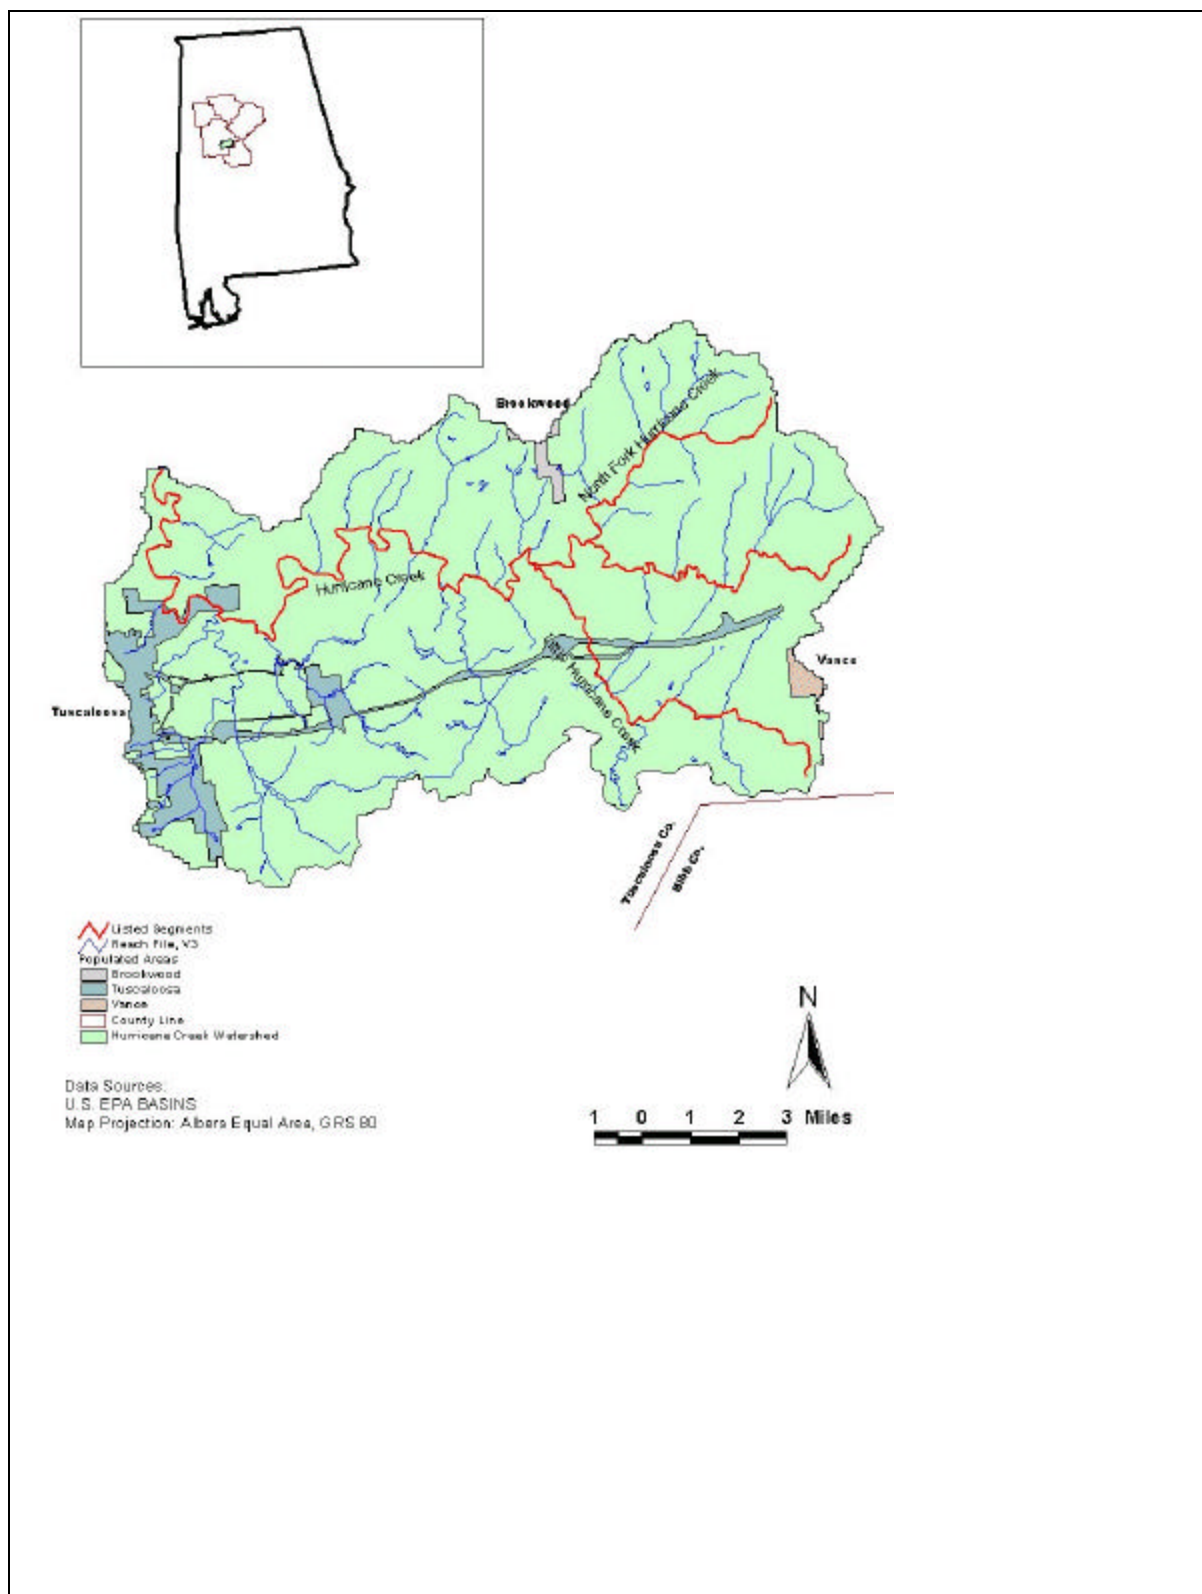 Brookwood
North Fork Hurricane Creek
Hurricane Creek
Little Hurricane Creek
Vance
Tuscaloosa
Tuscaloosa Co.
Bibb Co.
Listed Segments
Reach File, V3
Populated Areas
Brookwood
Tuscaloosa
Vance
County Line
Hurricane Creek Watershed
N
Data Sources:
U.S. EPA BASINS
Map Projection: Albers Equal Area, GRS 80
1 0 1 2 3 Miles